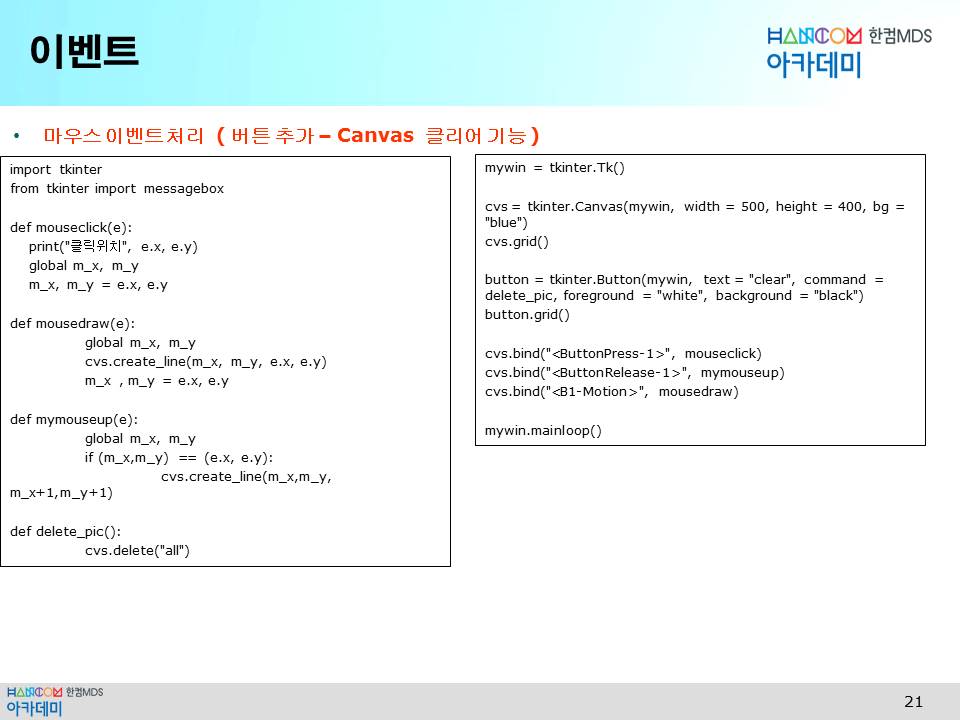 이벤트
HANCOM 한컴MDS
아카데미
• 마우스 이벤트 처리 ( 버튼 추가 – Canvas 클리어 기능 )
import tkinter
from tkinter import messagebox
def mouseclick(e):
print("클릭위치", e.x, e.y)
global m_x, m_y
m_x, m_y = e.x, e.y
def mousedraw(e):
global m_x, m_y
cvs.create_line(m_x, m_y, e.x, e.y)
m_x , m_y = e.x, e.y
def mymouseup(e):
global m_x, m_y
if (m_x,m_y) == (e.x, e.y):
cvs.create_line(m_x,m_y,
m_x+1,m_y+1)
def delete_pic():
cvs.delete("all")
mywin = tkinter.Tk()
cvs = tkinter.Canvas(mywin, width = 500, height = 400, bg =
"blue")
cvs.grid()
button = tkinter.Button(mywin, text = "clear", command =
delete_pic, foreground = "white", background = "black")
button.grid()
cvs.bind("<ButtonPress-1>", mouseclick)
cvs.bind("<ButtonRelease-1>", mymouseup)
cvs.bind("<B1-Motion>", mousedraw)
mywin.mainloop()
HANCOM 한컴MDS
아카데미
21